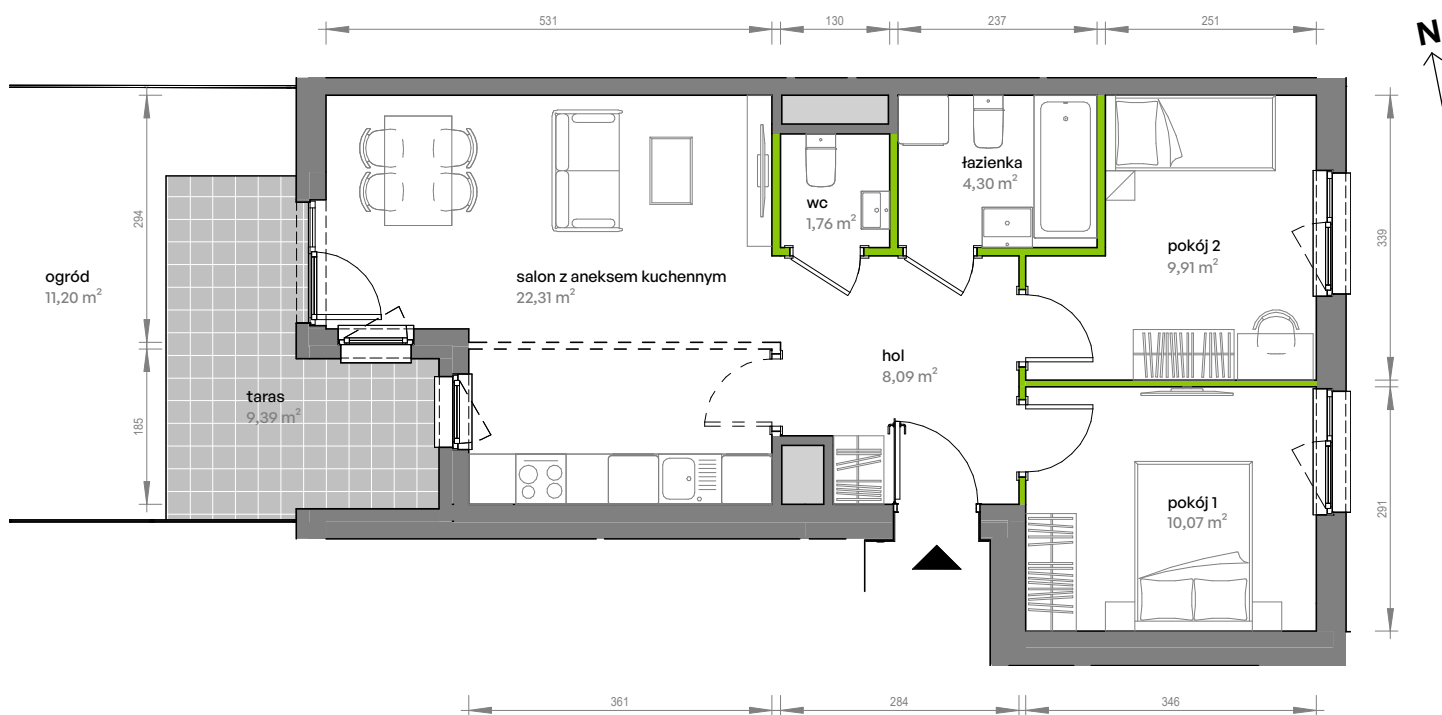 531
130
237
251
N
294
185
339
291
ogród
11,20 m²
taras
9,39 m²
salon z aneksem kuchennym
22,31 m²
wc
1,76 m²
łazienka
4,30 m²
pokój 2
9,91 m²
hol
8,09 m²
pokój 1
10,07 m²
361
284
346